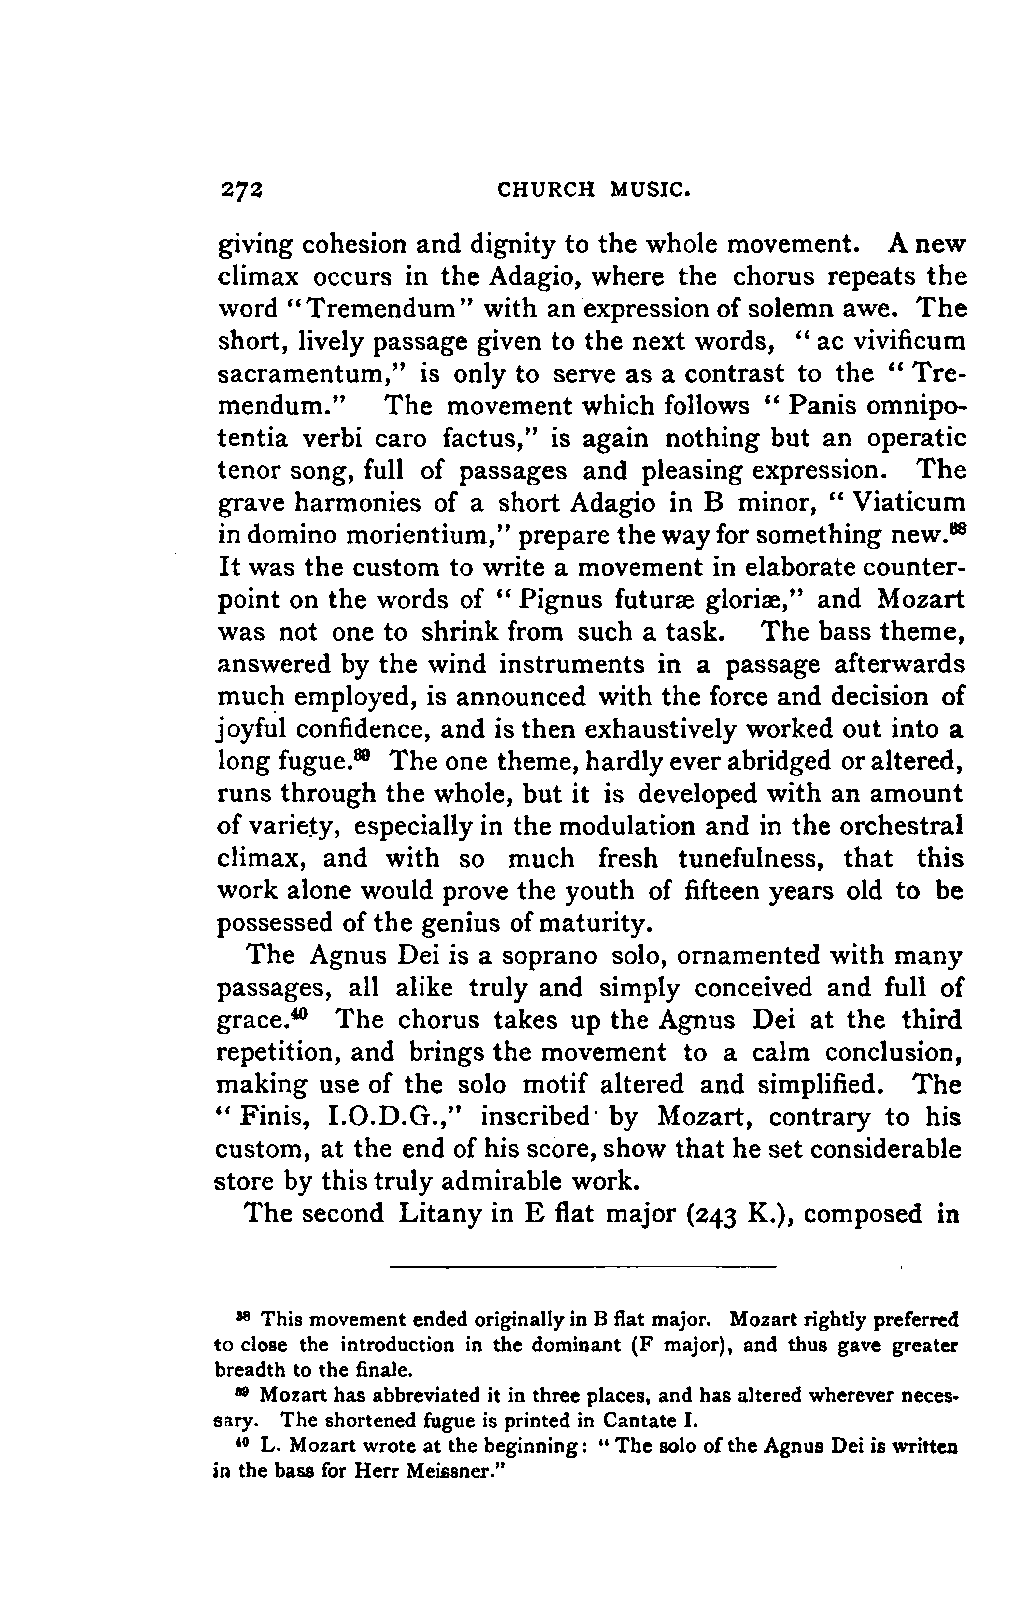 272 CHURCH MUSIC.
giving cohesion and dignity to the whole movement. A new
climax occurs in the Adagio, where the chorus repeats the
word "Tremendum" with an expression of solemn awe. The
short, lively passage given to the next words, "ac vivificum
sacramentum," is only to serve as a contrast to the "Tre-
mendum." The movement which follows "Panis omnipo-
tentia verbi caro factus," is again nothing but an operatic
tenor song, full of passages and pleasing expression. The
grave harmonies of a short Adagio in B minor, "Viaticum
in domino morientium," prepare the way for something new.³⁸
It was the custom to write a movement in elaborate counter-
point on the words of "Pignus futuræ gloriæ," and Mozart
was not one to shrink from such a task. The bass theme,
answered by the wind instruments in a passage afterwards
much employed, is announced with the force and decision of
joyful confidence, and is then exhaustively worked out into a
long fugue.³⁹ The one theme, hardly ever abridged or altered,
runs through the whole, but it is developed with an amount
of variety, especially in the modulation and in the orchestral
climax, and with so much fresh tunefulness, that this
work alone would prove the youth of fifteen years old to be
possessed of the genius of maturity.
The Agnus Dei is a soprano solo, ornamented with many
passages, all alike truly and simply conceived and full of
grace.⁴⁰ The chorus takes up the Agnus Dei at the third
repetition, and brings the movement to a calm conclusion,
making use of the solo motif altered and simplified. The
"Finis, I.O.D.G.," inscribed by Mozart, contrary to his
custom, at the end of his score, show that he set considerable
store by this truly admirable work.
The second Litany in E flat major (243 K.), composed in
³⁸ This movement ended originally in B flat major. Mozart rightly preferred
to close the introduction in the dominant (F major), and thus gave greater
breadth to the finale.
³⁹ Mozart has abbreviated it in three places, and has altered wherever neces-
sary. The shortened fugue is printed in Cantate I.
⁴⁰ L. Mozart wrote at the beginning: "The solo of the Agnus Dei is written
in the bass for Herr Meissner."